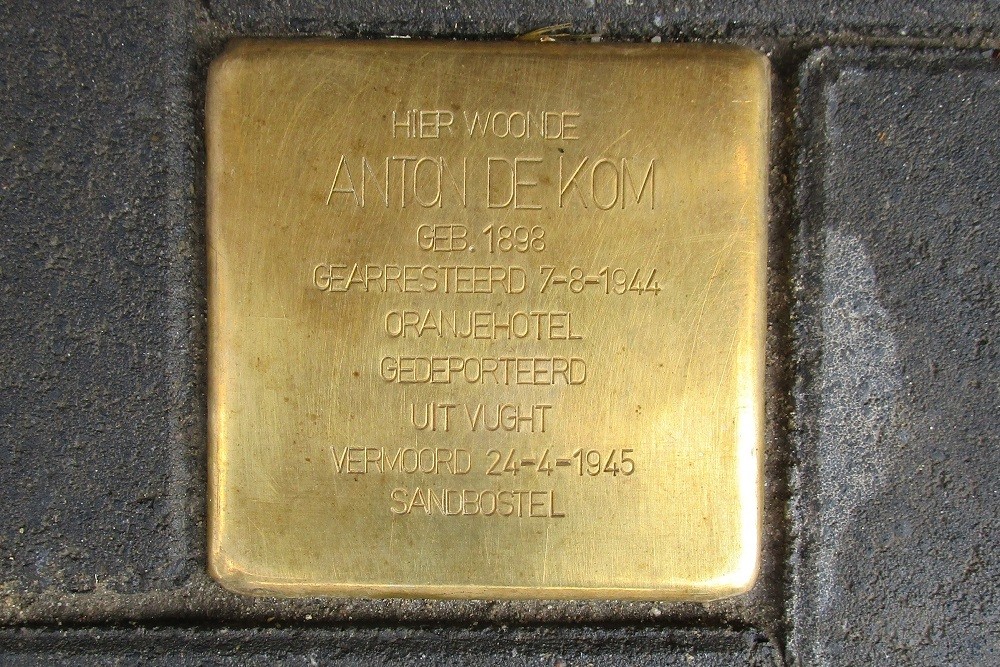 HIER WOONDE
ANTON DE KOM
GEB. 1898
GEARRESTEERD 7-8-1944
ORANJEHOTEL
GEDEPORTEERD
UIT VUGHT
VERMOORD 24-4-1945
SANDBOSTEL